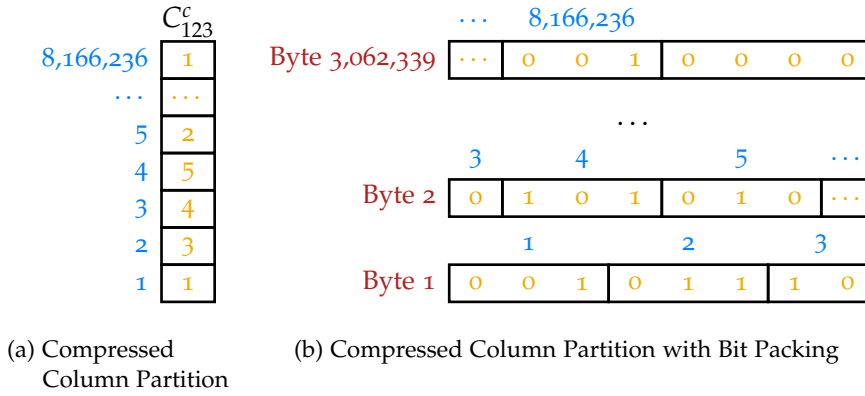 C^c_123
8,166,236 1
... ...
5 2
4 5
3 4
2 3
1 1
(a) Compressed
Column Partition
... 8,166,236
Byte 3,062,339 ... 0 0 1 0 0 0 0
...
3 4 5 ...
Byte 2 0 1 0 1 0 1 0 ...
1 2 3
Byte 1 0 0 1 0 1 1 1 0
(b) Compressed Column Partition with Bit Packing